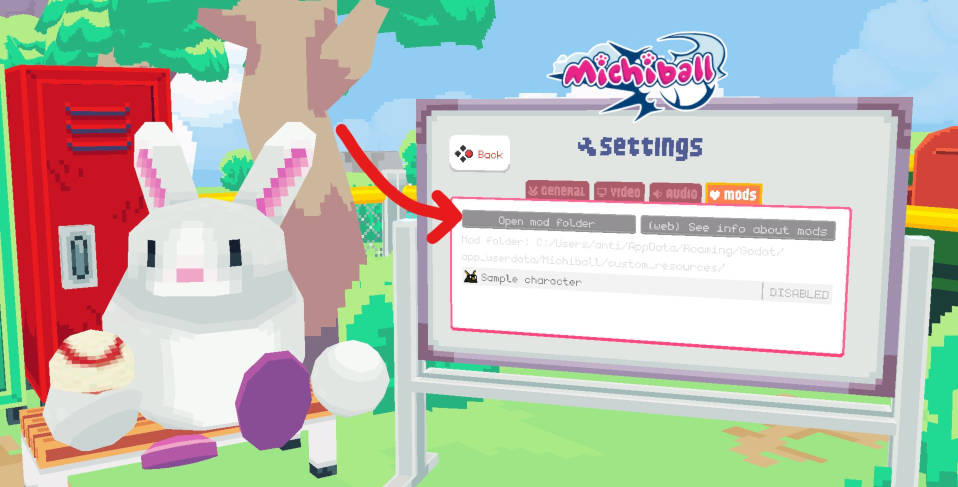 Michiball
Back
settings
GENERAL
VIDEO
AUDIO
MODS
Open mod folder
(web) See info about mods
Mod folder: C:/Users/anti/AppData/Roaming/Godot/
app_userdata/Michiball/custom_resources/
Sample character
DISABLED